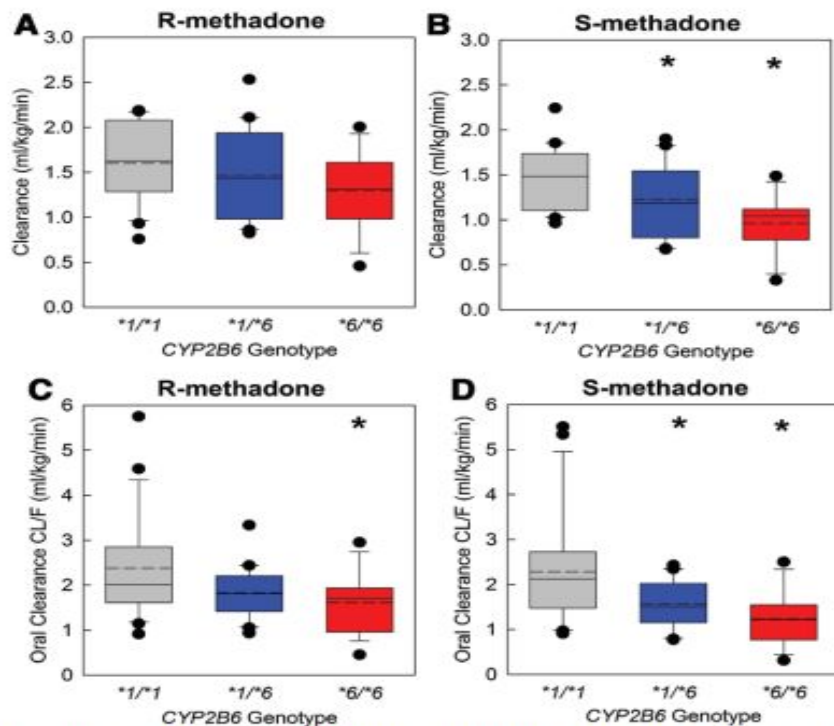 A R-methadone
Clearance (ml/kg/min)
3.0
2.5
2.0
1.5
1.0
0.5
0.0
*1/*1 *1/*6 *6/*6
CYP2B6 Genotype
B S-methadone
Clearance (ml/kg/min)
3.0
2.5
2.0
1.5
1.0
0.5
0.0
* *
*1/*1 *1/*6 *6/*6
CYP2B6 Genotype
C R-methadone
Oral Clearance CL/F (ml/kg/min)
6
5
4
3
2
1
0
*
*1/*1 *1/*6 *6/*6
CYP2B6 Genotype
D S-methadone
Oral Clearance CL/F (ml/kg/min)
6
5
4
3
2
1
0
* *
*1/*1 *1/*6 *6/*6
CYP2B6 Genotype